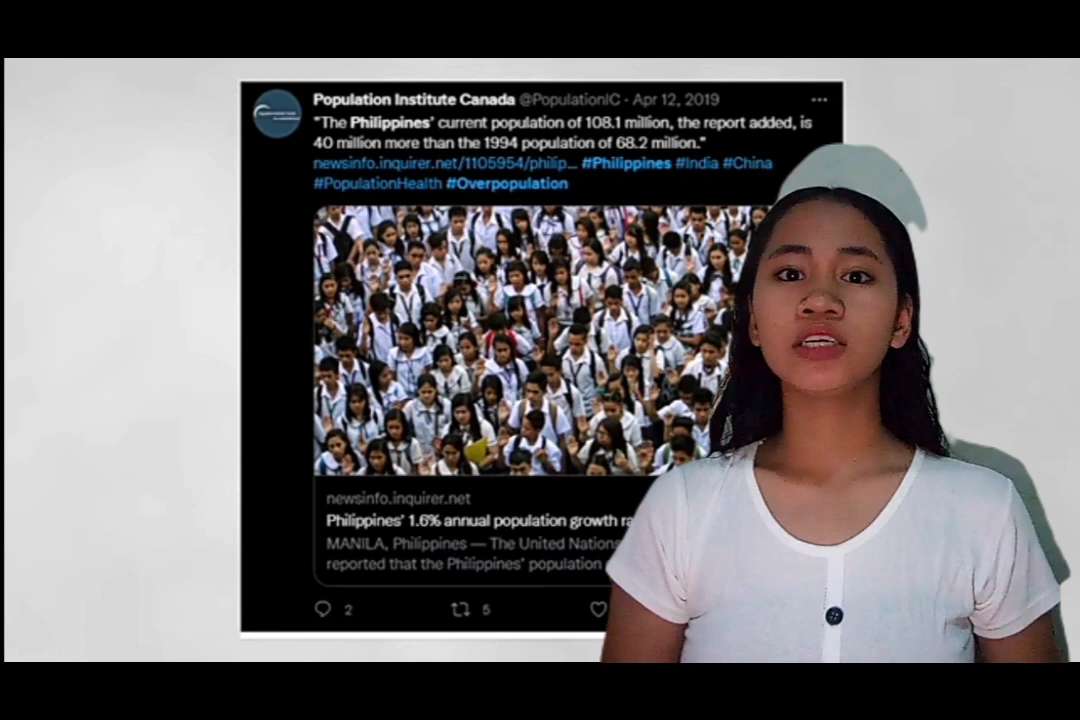 Population Institute Canada @PopulationIC · Apr 12, 2019
"The Philippines' current population of 108.1 million, the report added, is
40 million more than the 1994 population of 68.2 million."
newsinfo.inquirer.net/1105954/philip... #Philippines #India #China
#PopulationHealth #Overpopulation
newsinfo.inquirer.net
Philippines' 1.6% annual population growth
MANILA, Philippines — The United Nations
reported that the Philippines' population
2
5